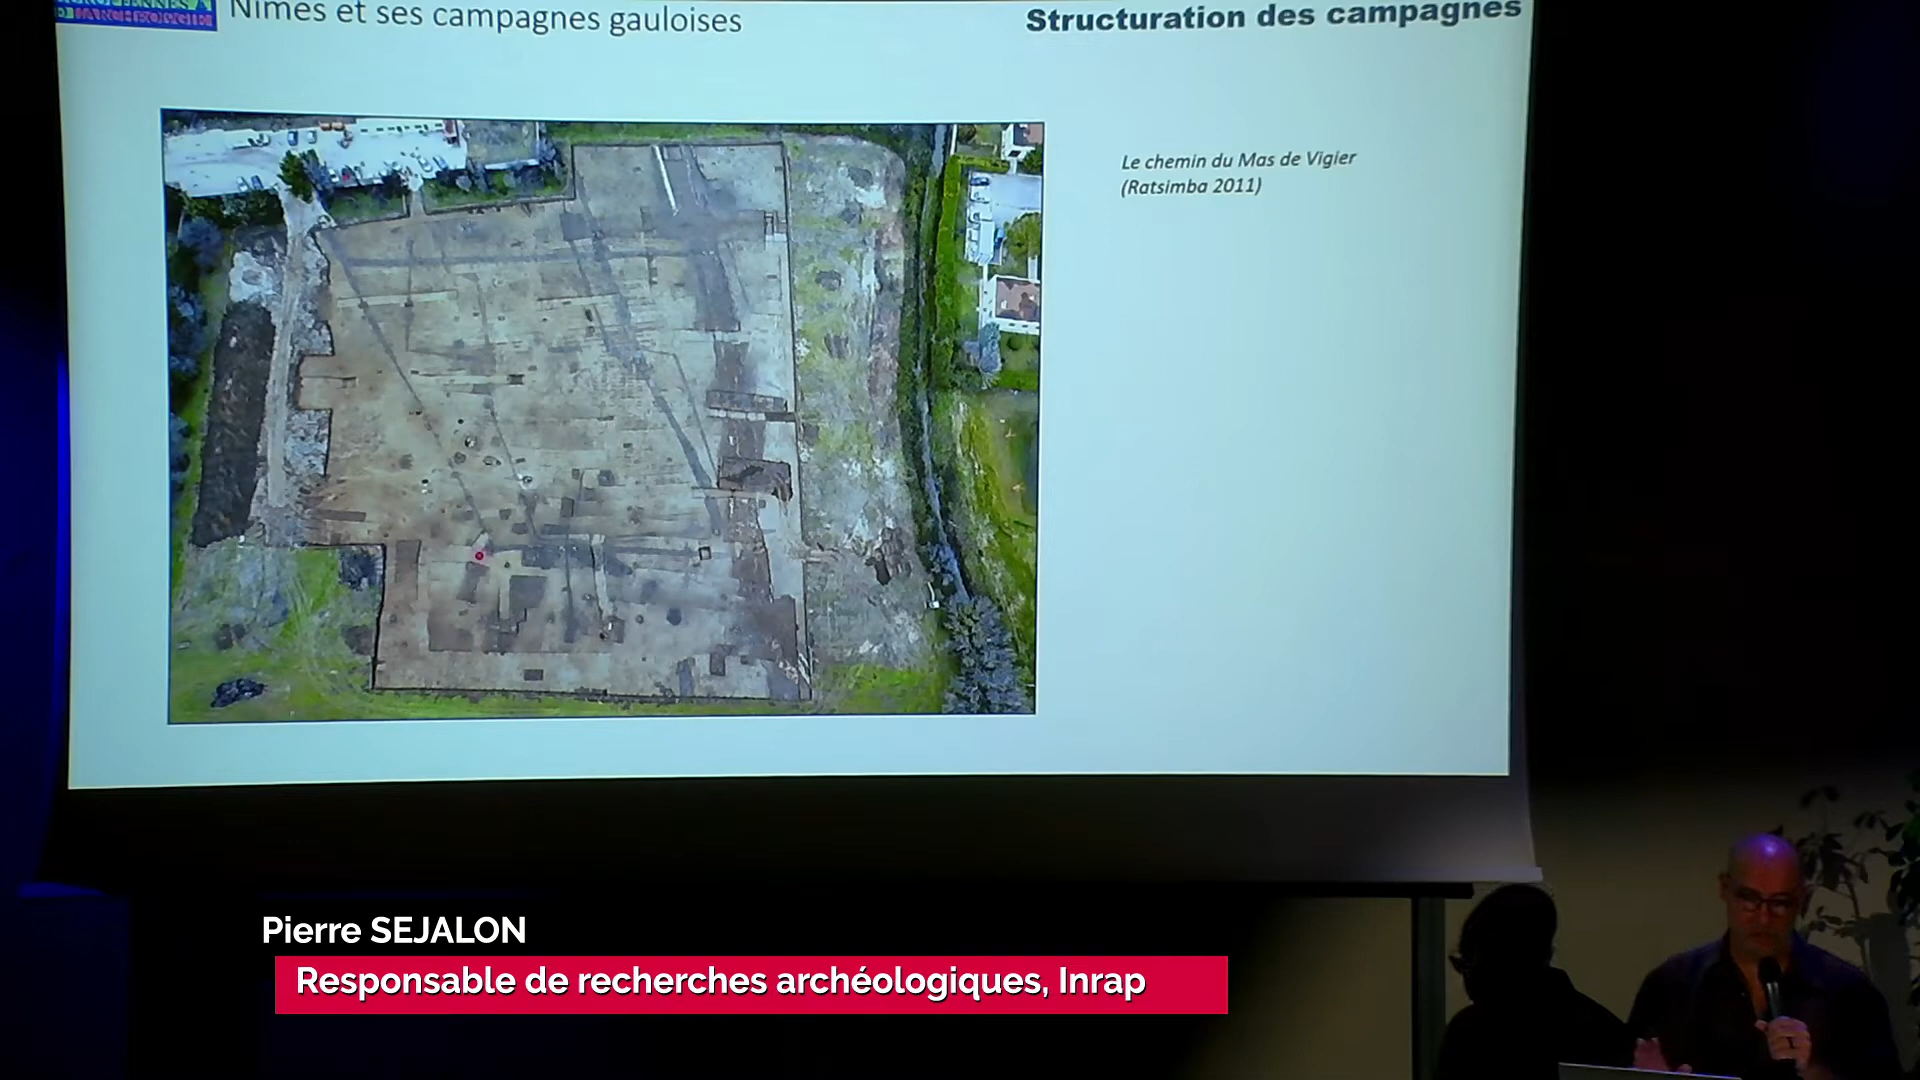 Nîmes et ses campagnes gauloises
Structuration des campagnes
Le chemin du Mas de Vigier
(Ratsimba 2011)
Pierre SEJALON
Responsable de recherches archéologiques, Inrap